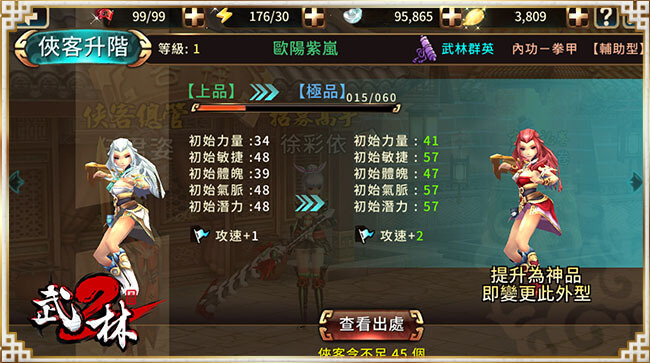 99/99
176/30
95,865
3,809
?
俠客升階
等級: 1
歐陽紫嵐
武林群英
內功－拳甲
【輔助型】
【上品】
【極品】
015/060
初始力量 :34
初始敏捷 :48
初始體魄 :39
初始氣脈 :48
初始潛力 :48
攻速+1
初始力量 : 41
初始敏捷 : 57
初始體魄 : 47
初始氣脈 : 57
初始潛力 : 57
攻速+2
徐彩依
提升為神品
即變更此外型
武林2
查看出處
俠客令不足 45 個